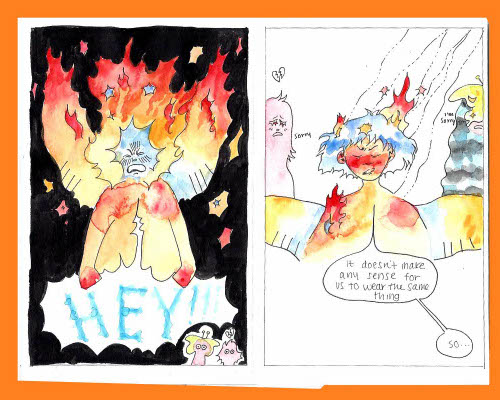 HEY!!!
sorry
I'm
sorry
it doesn't make
any sense for
us to wear the same
thing
so...